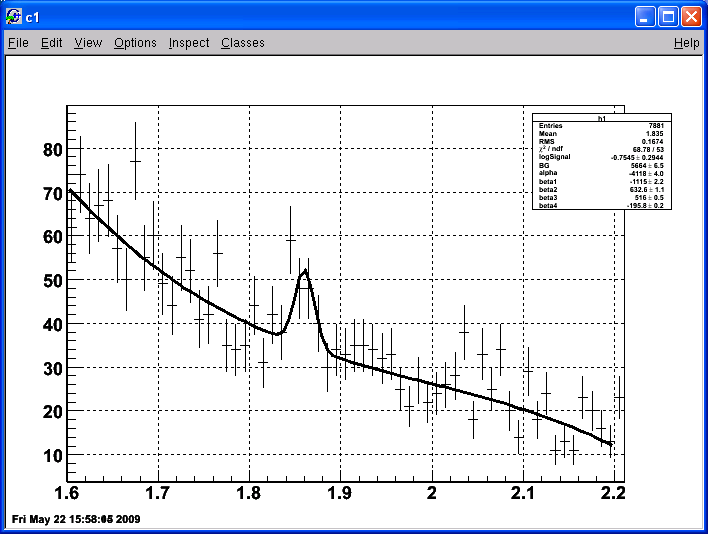 c1
File Edit View Options Inspect Classes Help
h1
Entries 7881
Mean 1.835
RMS 0.1674
χ² / ndf 68.78 / 53
logSignal -0.7545 ± 0.2944
BG 5664 ± 6.5
alpha -4118 ± 4.0
beta1 -1115 ± 2.2
beta2 632.6 ± 1.1
beta3 516 ± 0.5
beta4 -195.8 ± 0.2
80
70
60
50
40
30
20
10
1.6 1.7 1.8 1.9 2 2.1 2.2
Fri May 22 2009